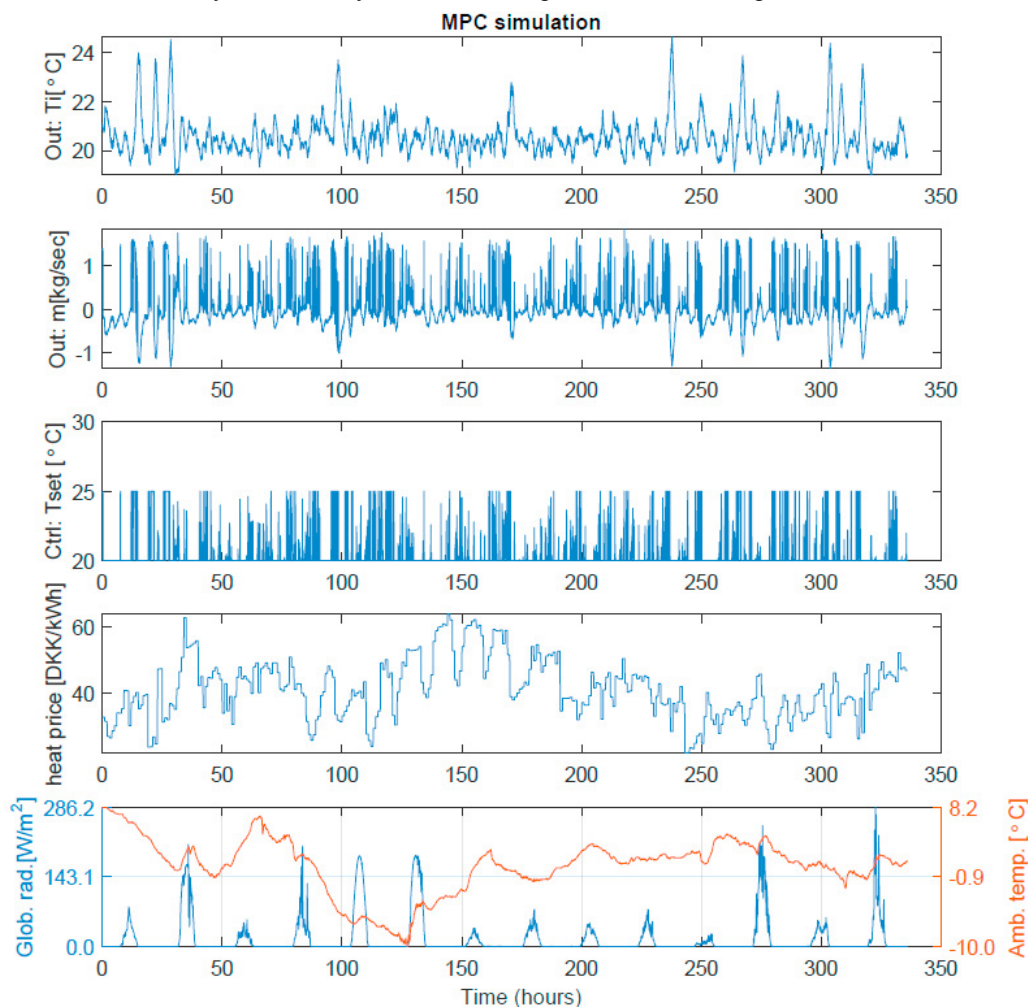 MPC simulation
Out: Ti[°C]
24
22
20
0 50 100 150 200 250 300 350
Out: m[kg/sec]
1
0
-1
0 50 100 150 200 250 300 350
Ctrl: Tset [°C]
30
25
20
0 50 100 150 200 250 300 350
heat price [DKK/kWh]
60
40
0 50 100 150 200 250 300 350
Glob. rad.[W/m²]
286.2
143.1
0.0
8.2
-0.9
-10.0
Amb. temp. [°C]
0 50 100 150 200 250 300 350
Time (hours)